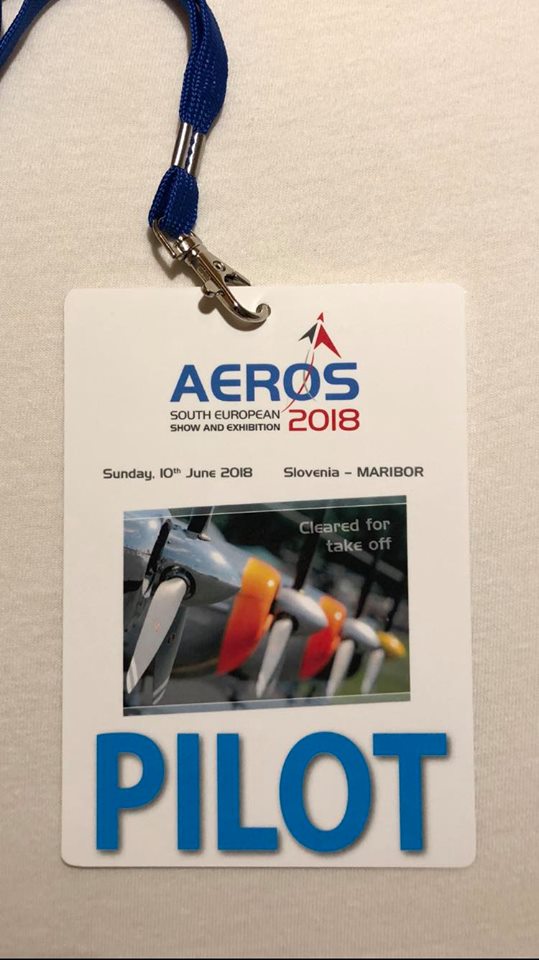 AEROS
SOUTH EUROPEAN
SHOW AND EXHIBITION 2018
Sunday, 10th June 2018 Slovenia – MARIBOR
Cleared for
take off
PILOT